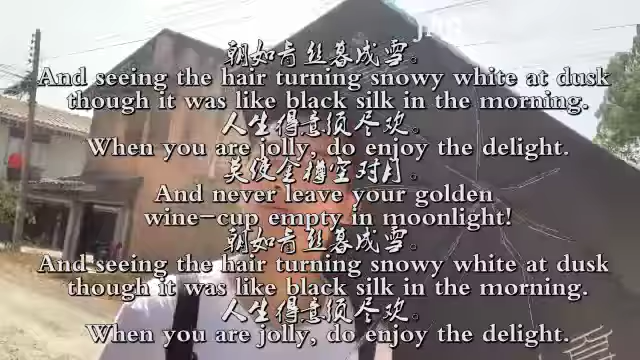 朝如青丝暮成雪。
And seeing the hair turning snowy white at dusk
though it was like black silk in the morning.
人生得意须尽欢。
When you are jolly, do enjoy the delight.
莫使金樽空对月。
And never leave your golden
wine-cup empty in moonlight!
朝如青丝暮成雪。
And seeing the hair turning snowy white at dusk
though it was like black silk in the morning.
人生得意须尽欢。
When you are jolly, do enjoy the delight.